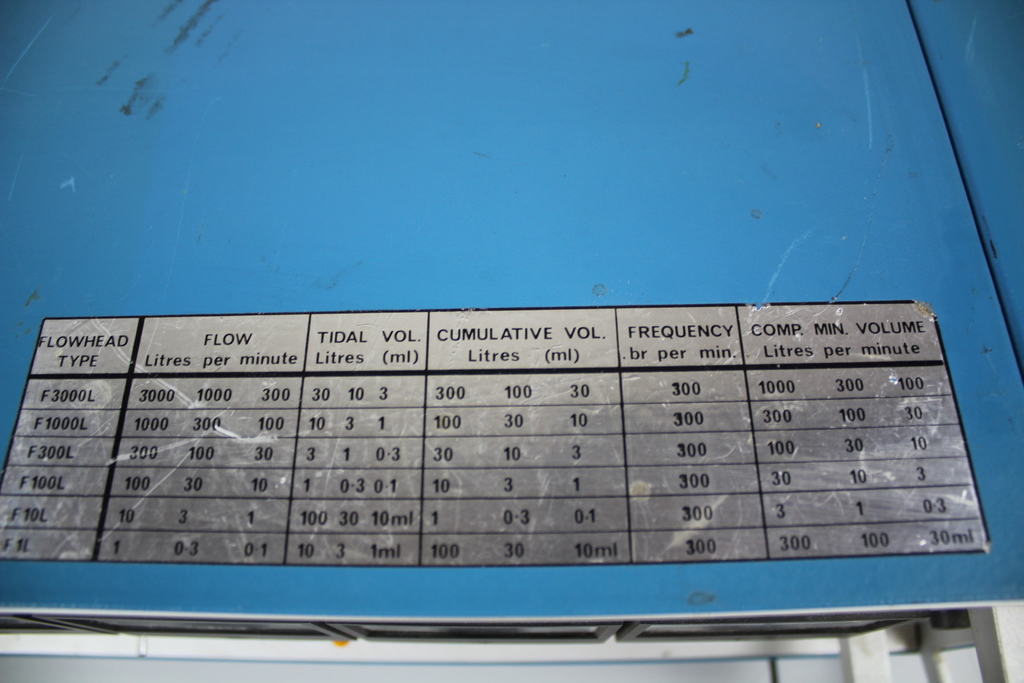 FLOWHEAD TYPE FLOW Litres per minute TIDAL VOL. Litres (ml) CUMULATIVE VOL. Litres (ml) FREQUENCY br per min. COMP. MIN. VOLUME Litres per minute
F3000L 3000 1000 300 30 10 3 300 100 30 300 1000 300 100
F1000L 1000 300 100 10 3 1 100 30 10 300 300 100 30
F300L 300 100 30 3 1 0·3 30 10 3 300 100 30 10
F100L 100 30 10 1 0·3 0·1 10 3 1 300 30 10 3
F10L 10 3 1 100 30 10ml 1 0·3 0·1 300 3 1 0·3
F1L 1 0·3 0·1 10 3 1ml 100 30 10ml 300 300 100 30ml